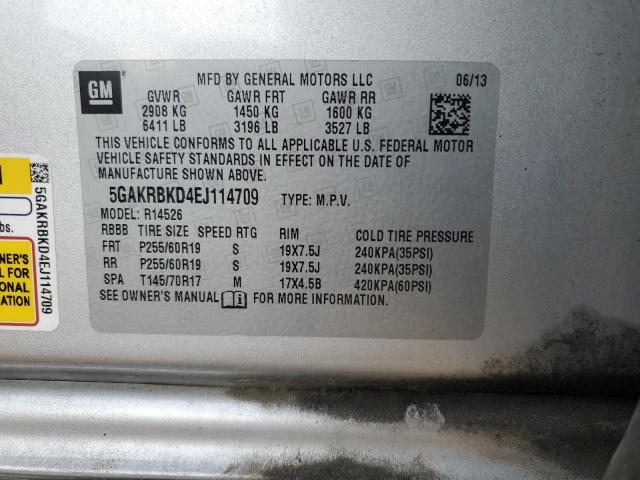 GM
MFD BY GENERAL MOTORS LLC 06/13
GVWR GAWR FRT GAWR RR
2908 KG 1450 KG 1600 KG
6411 LB 3196 LB 3527 LB
THIS VEHICLE CONFORMS TO ALL APPLICABLE U.S. FEDERAL MOTOR
VEHICLE SAFETY STANDARDS IN EFFECT ON THE DATE OF
MANUFACTURE SHOWN ABOVE.
5GAKRBKD4EJ114709 TYPE: M.P.V.
MODEL: R14526
RBBB TIRE SIZE SPEED RTG RIM COLD TIRE PRESSURE
FRT P255/60R19 S 19X7.5J 240KPA(35PSI)
RR P255/60R19 S 19X7.5J 240KPA(35PSI)
SPA T145/70R17 M 17X4.5B 420KPA(60PSI)
SEE OWNER'S MANUAL FOR MORE INFORMATION.
5GAKRBKD4EJ114709
bs.
NER'S
L FOR
ONAL
ATION